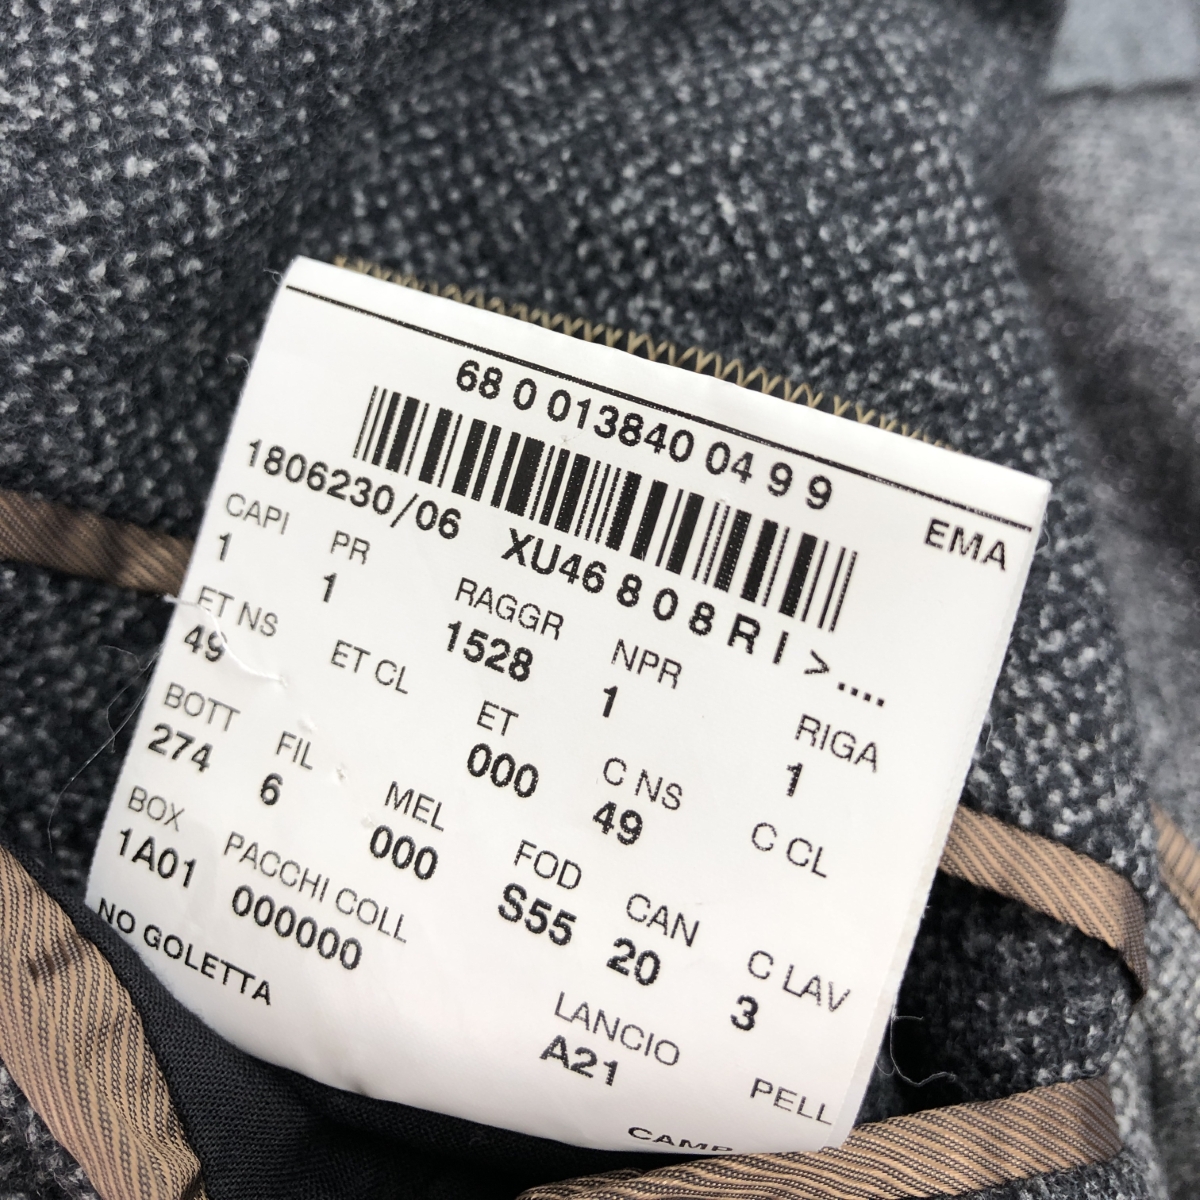 68 0 013840 04 9 9
EMA
1806230/06 XU46 8 0 8 R I >....
CAPI PR RAGGR NPR RIGA
1 1 1528 1 1
ET NS ET CL ET C NS C CL
49 000 49
BOTT FIL MEL FOD CAN C LAV
274 6 000 S55 20 3
BOX PACCHI COLL LANCIO PELL
1A01 000000 A21
NO GOLETTA